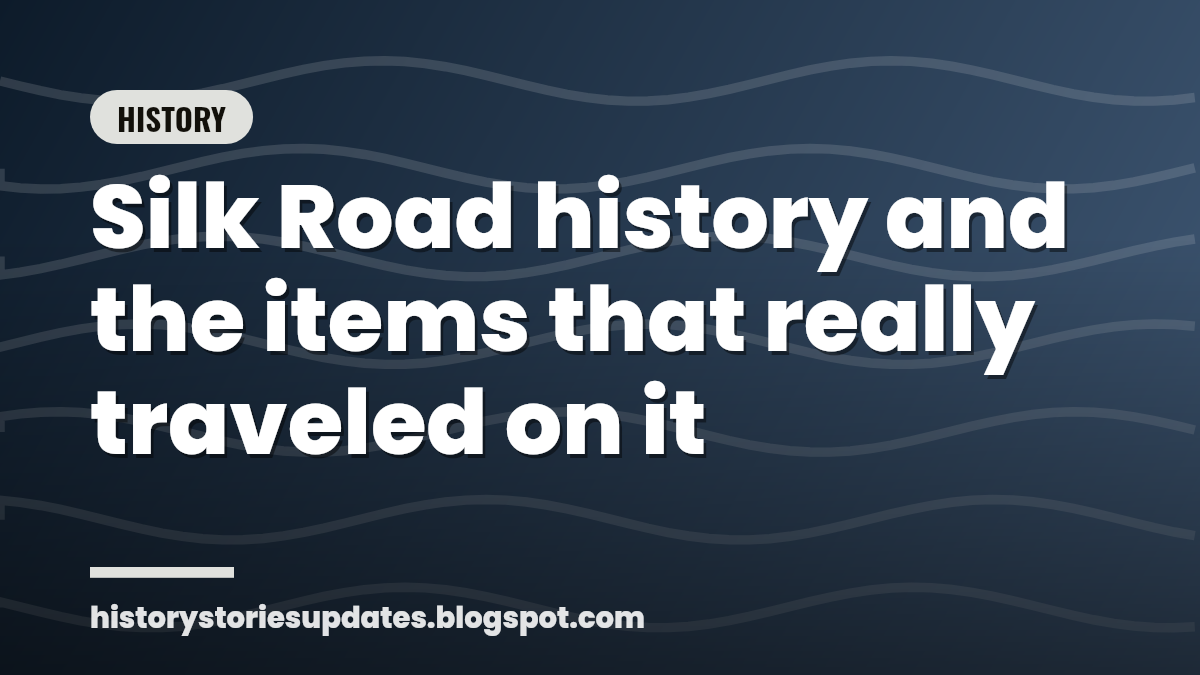 HISTORY
Silk Road history and
the items that really
traveled on it
historystoriesupdates.blogspot.com